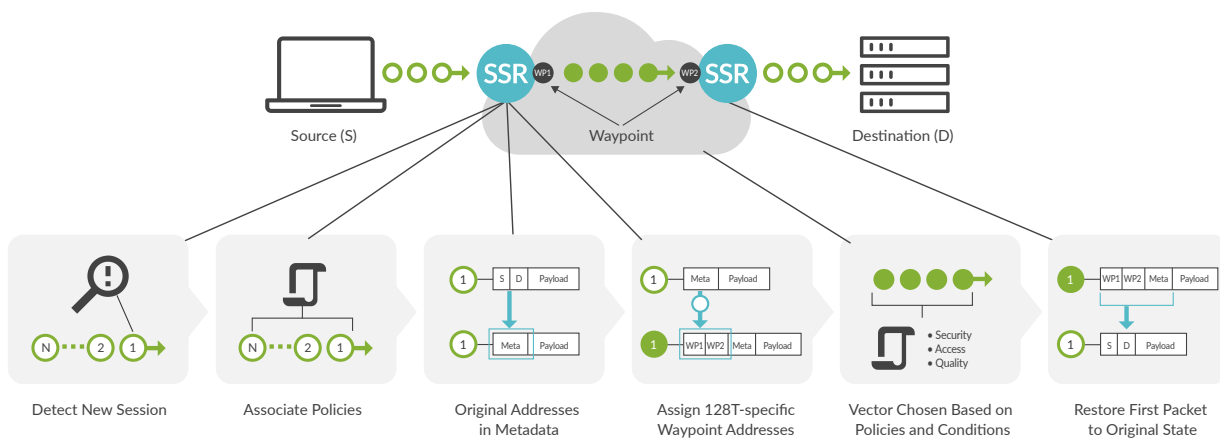 SSR
WP1
WP2
SSR
Source (S)
Waypoint
Destination (D)
N
2
1
Detect New Session
N
2
1
Associate Policies
1
S D Payload
1
Meta Payload
Original Addresses
in Metadata
1
Meta Payload
1
WP1 WP2 Meta Payload
Assign 128T-specific
Waypoint Addresses
• Security
• Access
• Quality
Vector Chosen Based on
Policies and Conditions
1
WP1 WP2 Meta Payload
1
S D Payload
Restore First Packet
to Original State